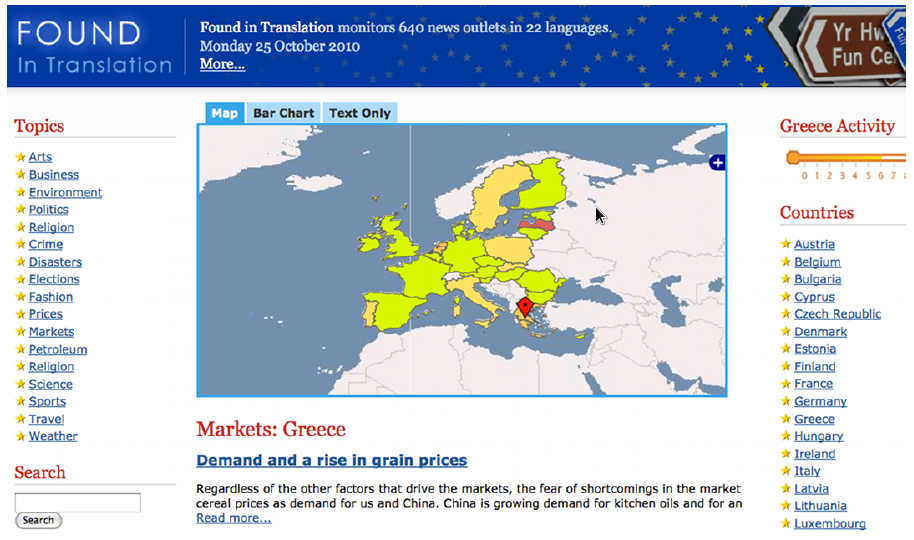 FOUND
In Translation
Found in Translation monitors 640 news outlets in 22 languages.
Monday 25 October 2010
More...
Yr
Fun
Topics
Arts
Business
Environment
Politics
Religion
Crime
Disasters
Elections
Fashion
Prices
Markets
Petroleum
Religion
Science
Sports
Travel
Weather
Search
Search
Map Bar Chart Text Only
Markets: Greece
Demand and a rise in grain prices
Regardless of the other factors that drive the markets, the fear of shortcomings in the market
cereal prices as demand for us and China. China is growing demand for kitchen oils and for an
Read more...
Greece Activity
0 1 2 3 4 5 6 7
Countries
Austria
Belgium
Bulgaria
Cyprus
Czech Republic
Denmark
Estonia
Finland
France
Germany
Greece
Hungary
Ireland
Italy
Latvia
Lithuania
Luxembourg